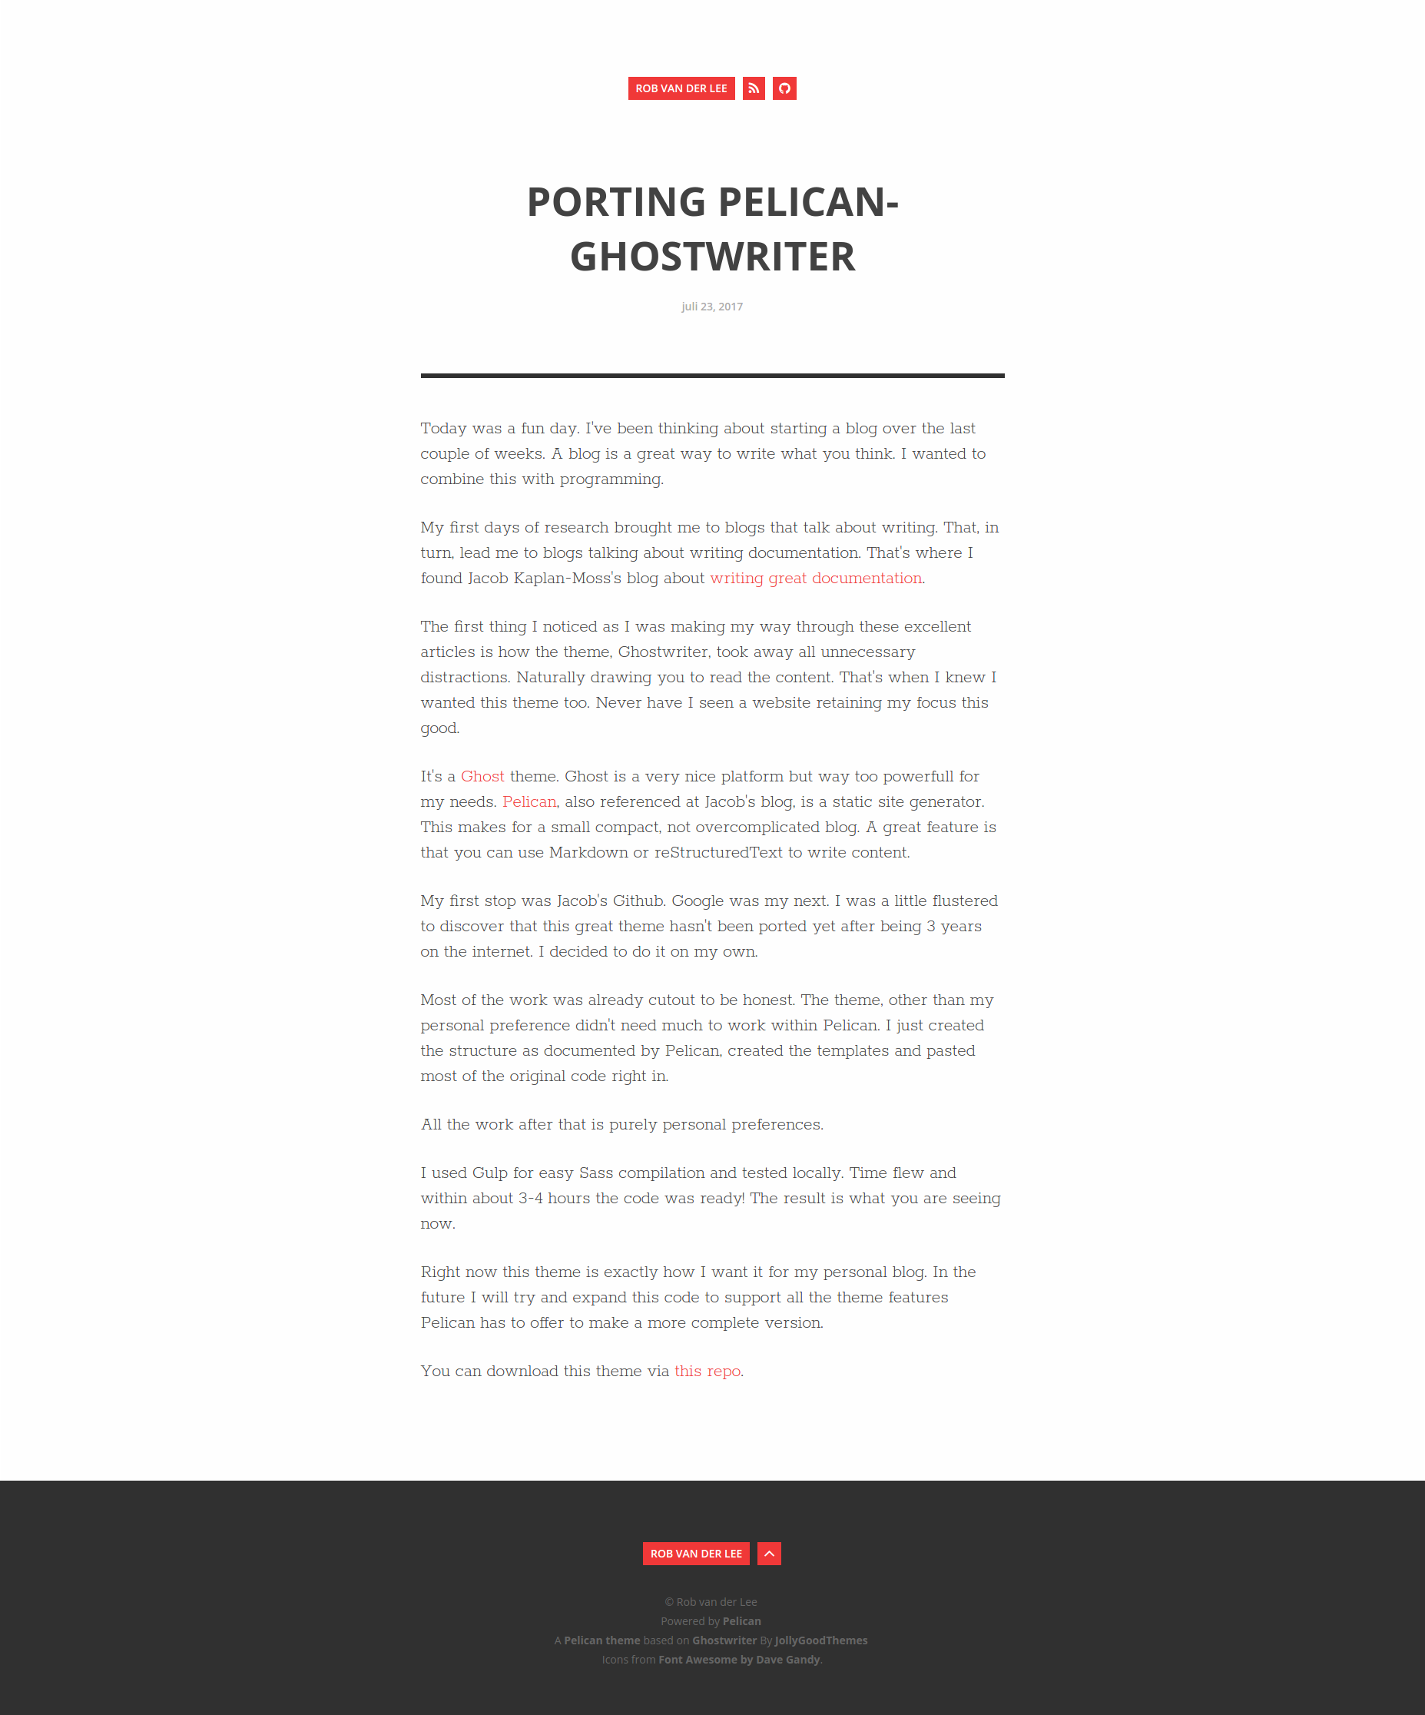 ROB VAN DER LEE
PORTING PELICAN-
GHOSTWRITER
juli 23, 2017
Today was a fun day. I've been thinking about starting a blog over the last
couple of weeks. A blog is a great way to write what you think. I wanted to
combine this with programming.
My first days of research brought me to blogs that talk about writing. That, in
turn, lead me to blogs talking about writing documentation. That's where I
found Jacob Kaplan-Moss's blog about writing great documentation.
The first thing I noticed as I was making my way through these excellent
articles is how the theme, Ghostwriter, took away all unnecessary
distractions. Naturally drawing you to read the content. That's when I knew I
wanted this theme too. Never have I seen a website retaining my focus this
good.
It's a Ghost theme. Ghost is a very nice platform but way too powerfull for
my needs. Pelican, also referenced at Jacob's blog, is a static site generator.
This makes for a small compact, not overcomplicated blog. A great feature is
that you can use Markdown or reStructuredText to write content.
My first stop was Jacob's Github. Google was my next. I was a little flustered
to discover that this great theme hasn't been ported yet after being 3 years
on the internet. I decided to do it on my own.
Most of the work was already cutout to be honest. The theme, other than my
personal preference didn't need much to work within Pelican. I just created
the structure as documented by Pelican, created the templates and pasted
most of the original code right in.
All the work after that is purely personal preferences.
I used Gulp for easy Sass compilation and tested locally. Time flew and
within about 3-4 hours the code was ready! The result is what you are seeing
now.
Right now this theme is exactly how I want it for my personal blog. In the
future I will try and expand this code to support all the theme features
Pelican has to offer to make a more complete version.
You can download this theme via this repo.
ROB VAN DER LEE
© Rob van der Lee
Powered by Pelican
A Pelican theme based on Ghostwriter By JollyGoodThemes
Icons from Font Awesome by Dave Gandy.